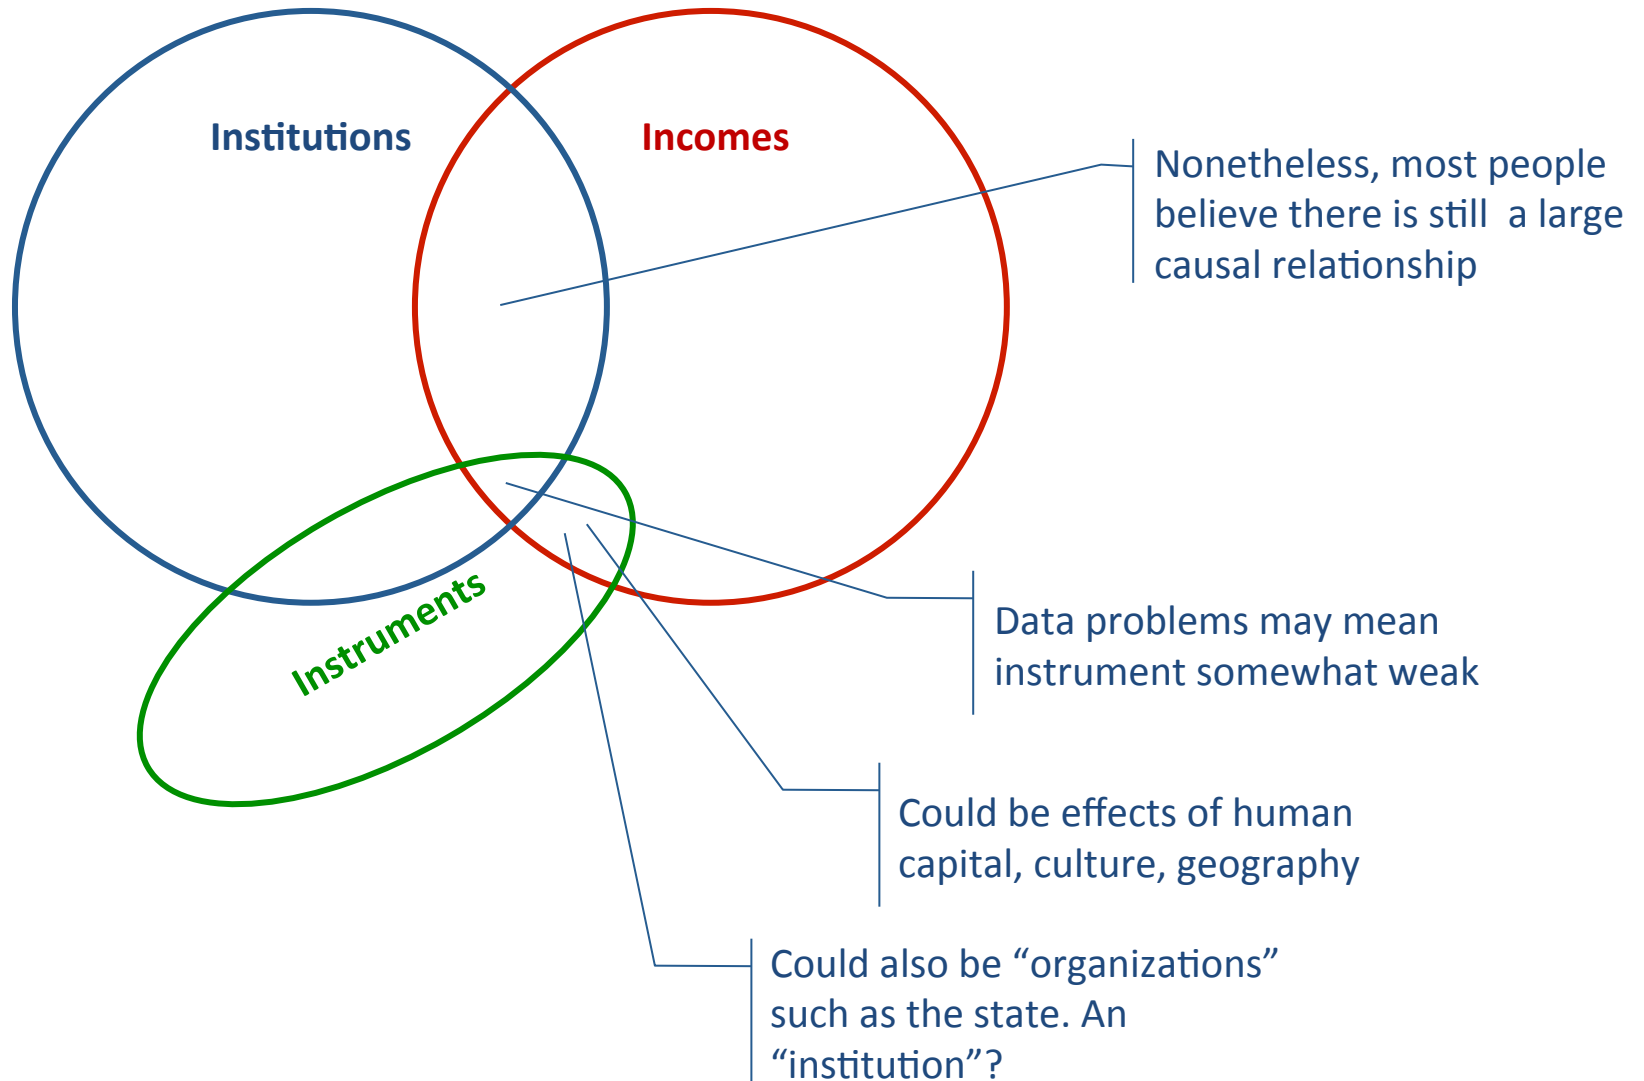 Institutions
Incomes
Nonetheless, most people
believe there is still  a large
causal relationship
Instruments
Data problems may mean
instrument somewhat weak
Could be effects of human
capital, culture, geography
Could also be “organizations”
such as the state. An
“institution”?